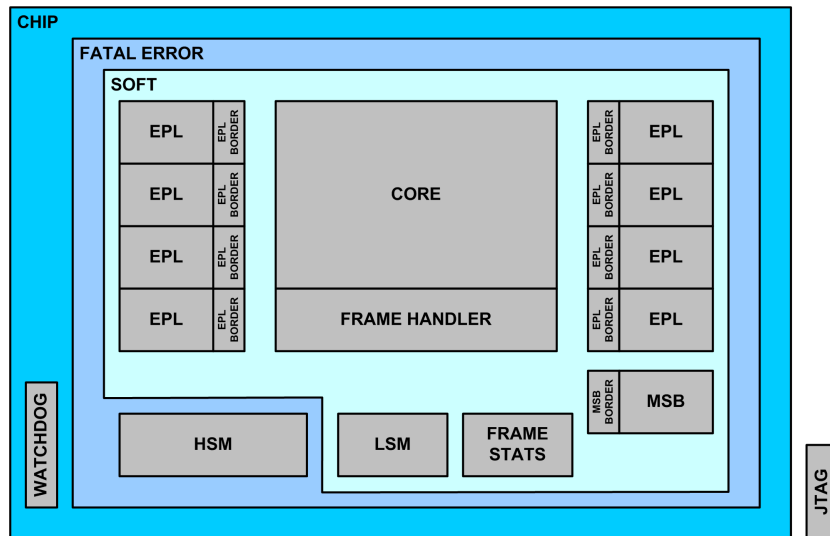 CHIP
FATAL ERROR
SOFT
EPL
EPL
BORDER
EPL
EPL
BORDER
EPL
EPL
BORDER
EPL
EPL
BORDER
CORE
FRAME HANDLER
EPL
BORDER
EPL
EPL
BORDER
EPL
EPL
BORDER
EPL
EPL
BORDER
EPL
MSB
BORDER
MSB
WATCHDOG
HSM
LSM
FRAME
STATS
JTAG